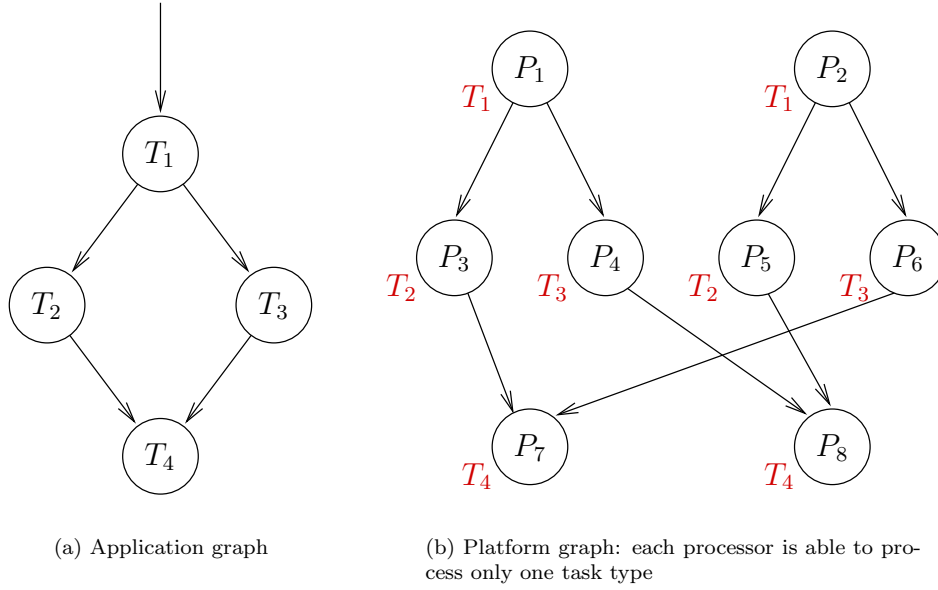 P1 P2
T1 T1
T1
P3 P4 P5 P6
T2 T3 T2 T3
T2 T3
P7 P8
T4
T4 T4
(a) Application graph
(b) Platform graph: each processor is able to pro-
cess only one task type